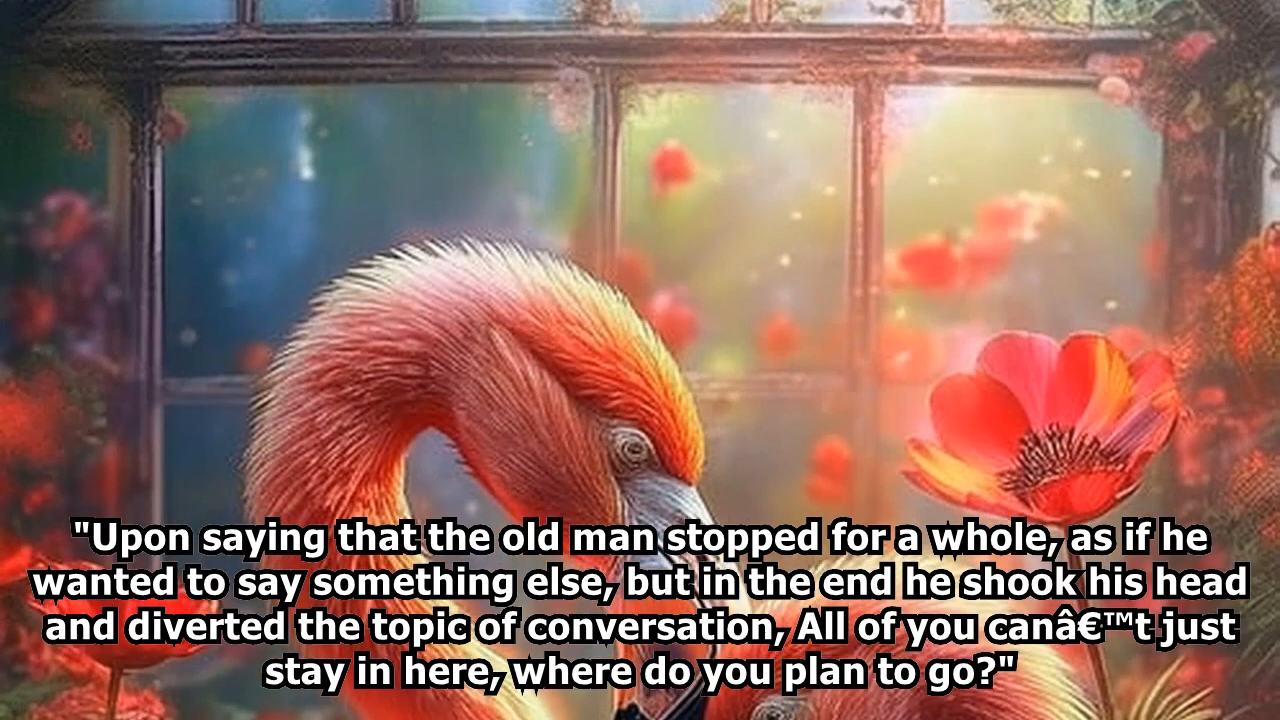 "Upon saying that the old man stopped for a whole, as if he
wanted to say something else, but in the end he shook his head
and diverted the topic of conversation, All of you canâ€™t just
stay in here, where do you plan to go?"